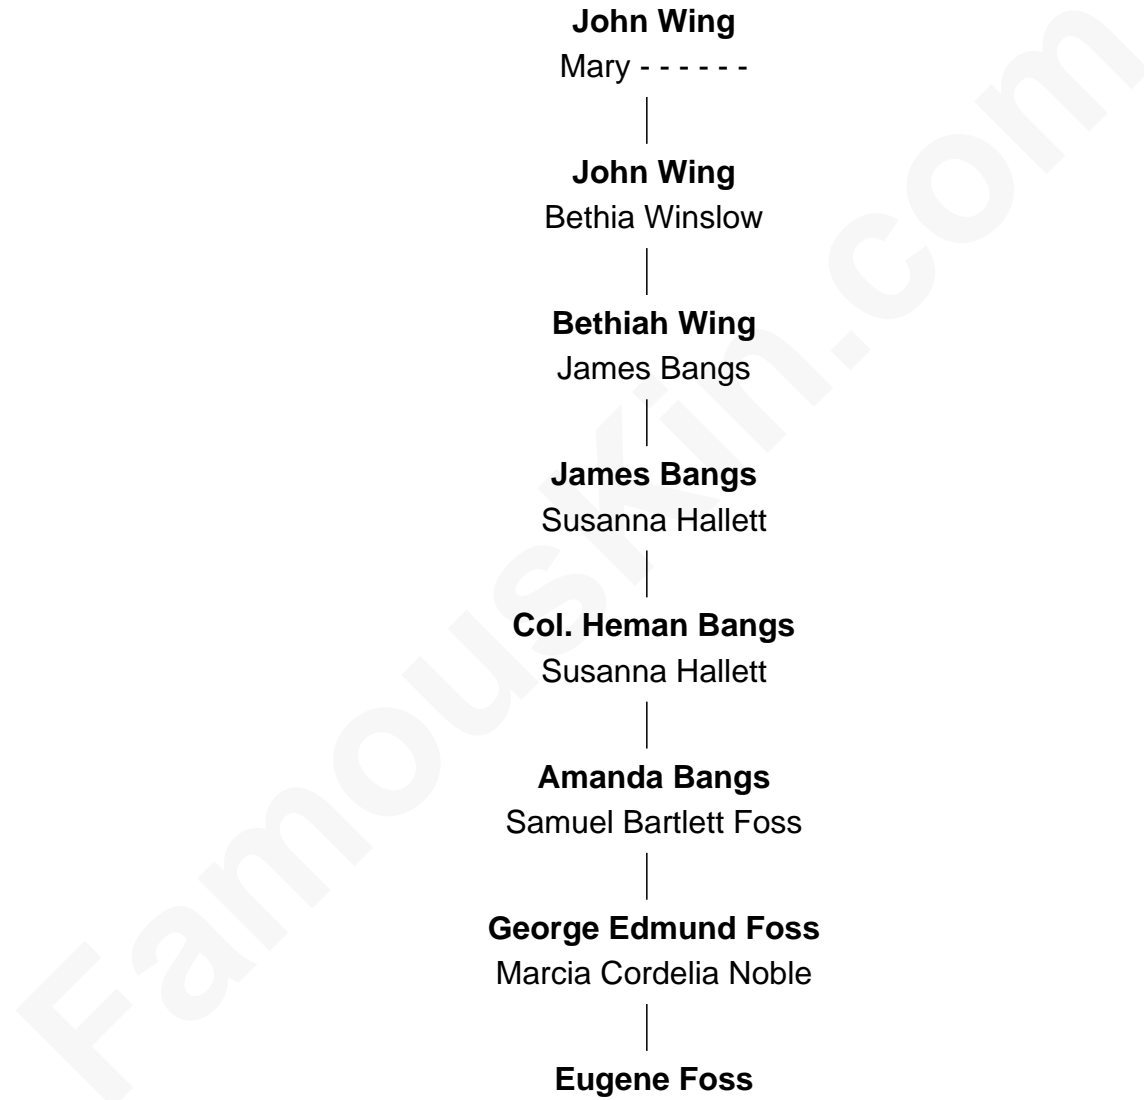 John Wing
Mary - - - - - -
John Wing
Bethia Winslow
Bethiah Wing
James Bangs
James Bangs
Susanna Hallett
Col. Heman Bangs
Susanna Hallett
Amanda Bangs
Samuel Bartlett Foss
George Edmund Foss
Marcia Cordelia Noble
Eugene Foss
FamousKin.com